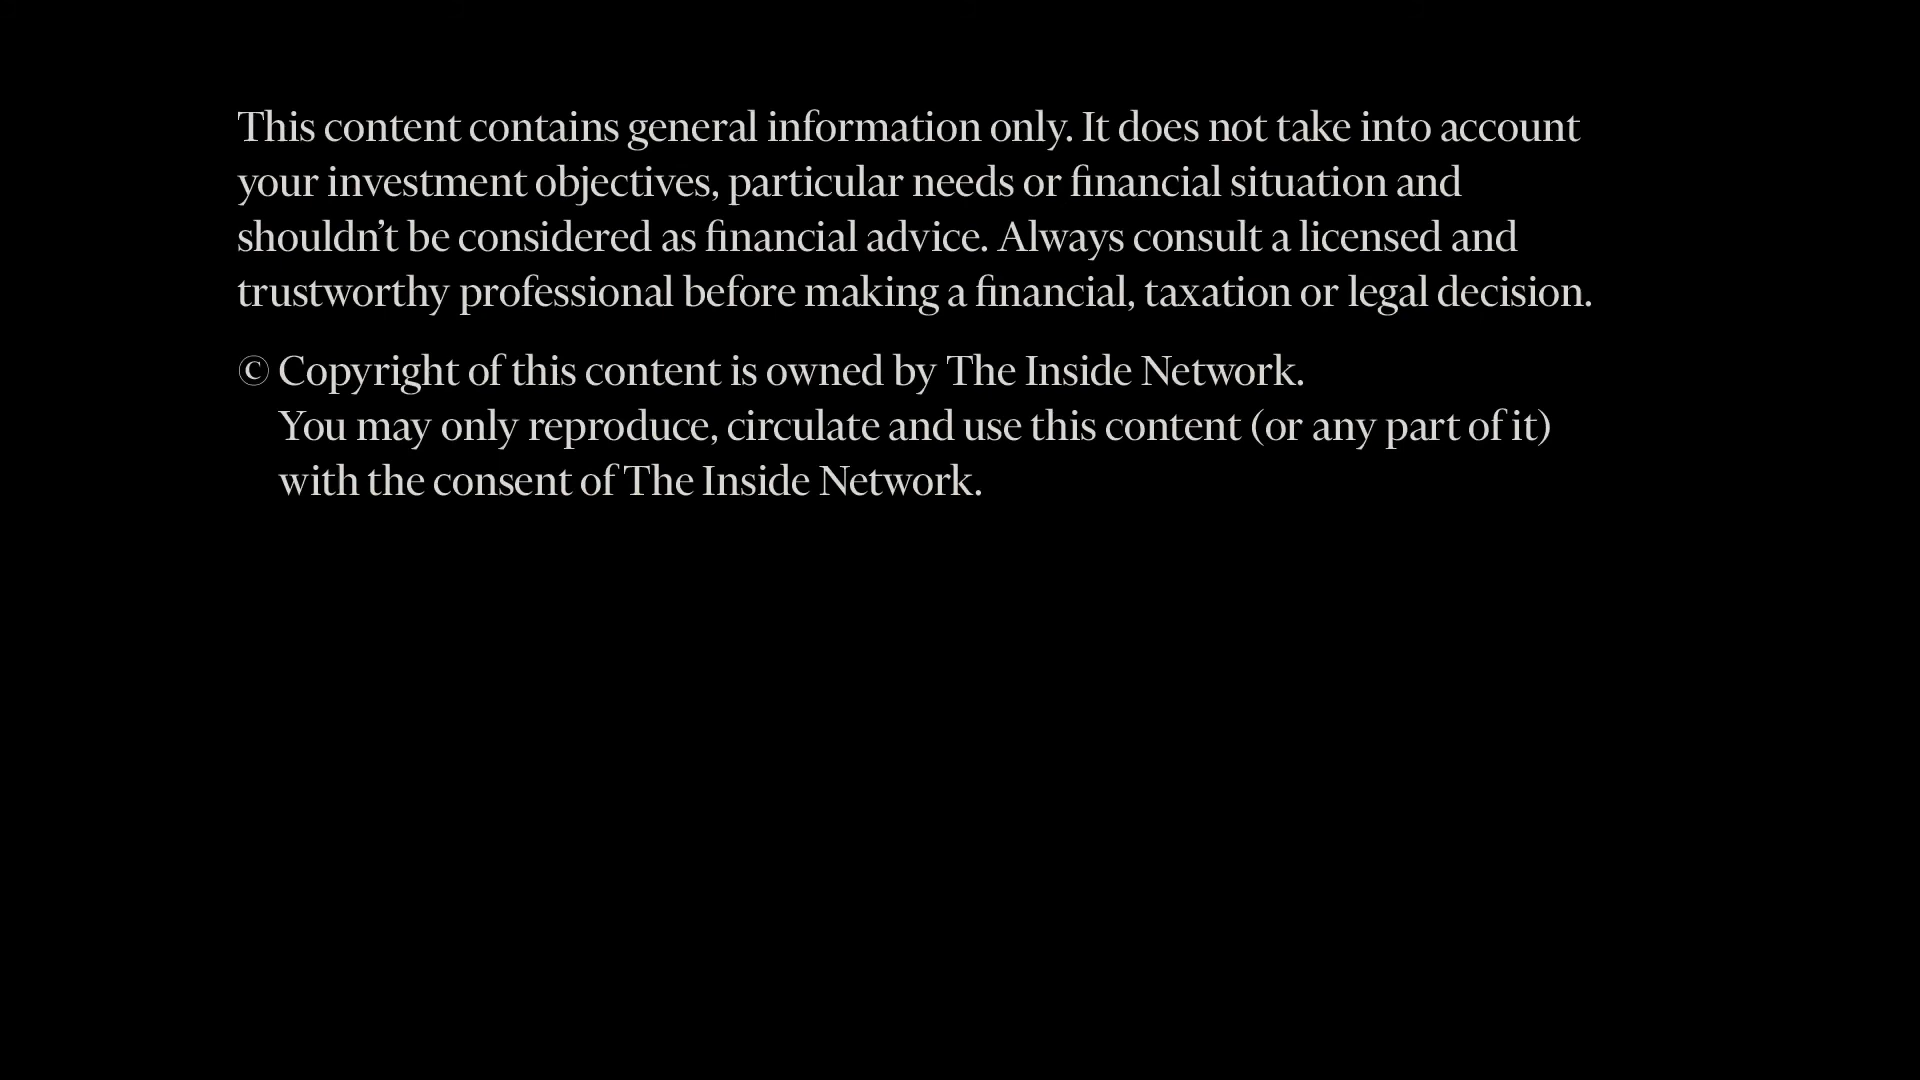 This content contains general information only. It does not take into account
your investment objectives, particular needs or financial situation and
shouldn’t be considered as financial advice. Always consult a licensed and
trustworthy professional before making a financial, taxation or legal decision.
© Copyright of this content is owned by The Inside Network.
You may only reproduce, circulate and use this content (or any part of it)
with the consent of The Inside Network.